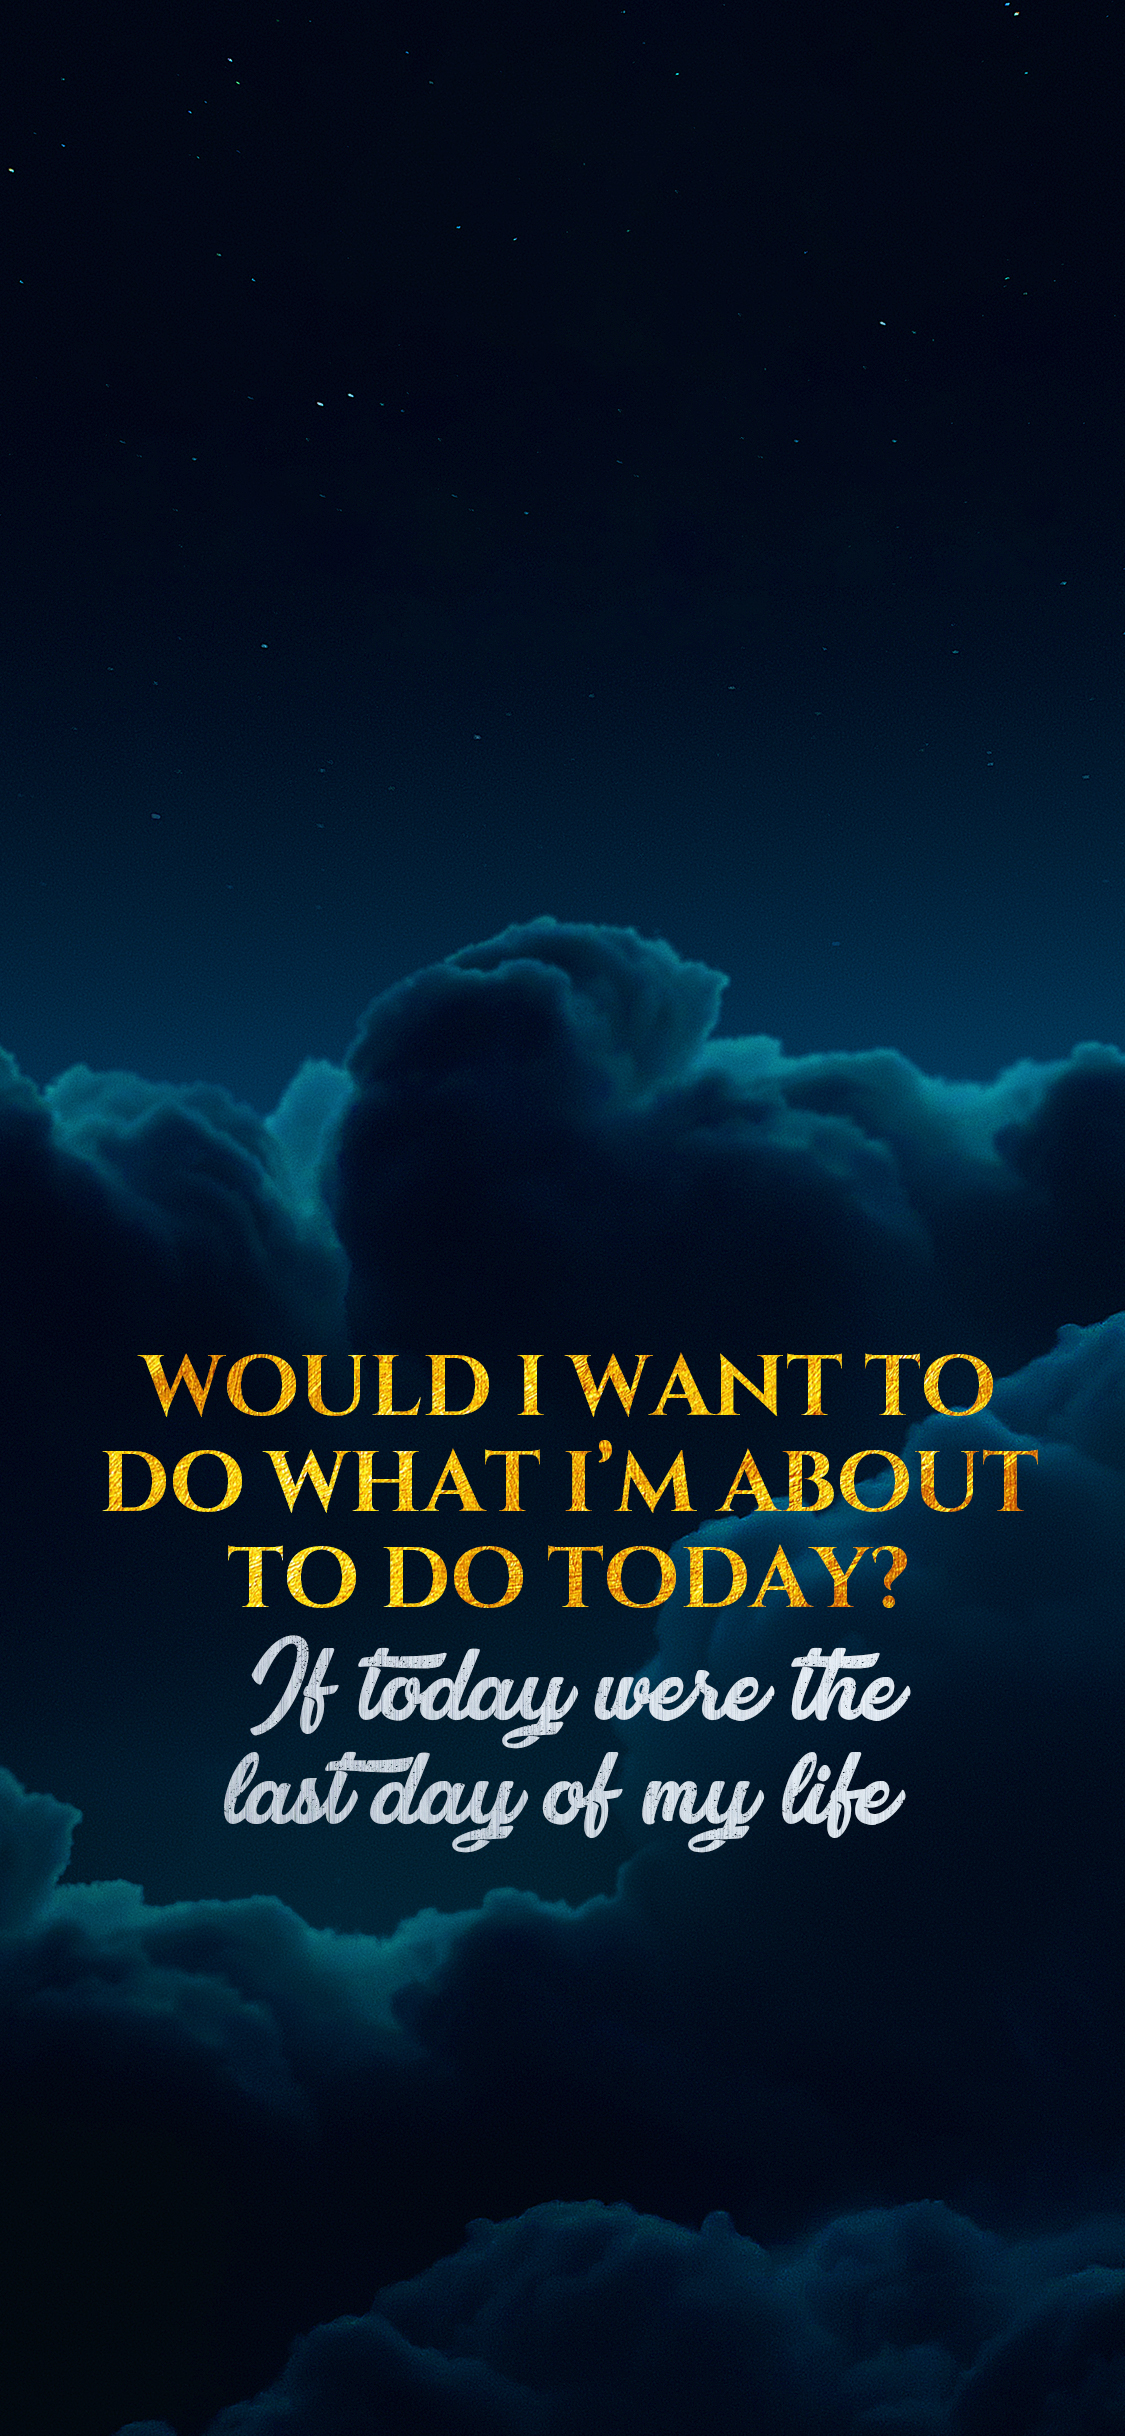 WOULD I WANT TO
DO WHAT I’M ABOUT
TO DO TODAY?
If today were the
last day of my life